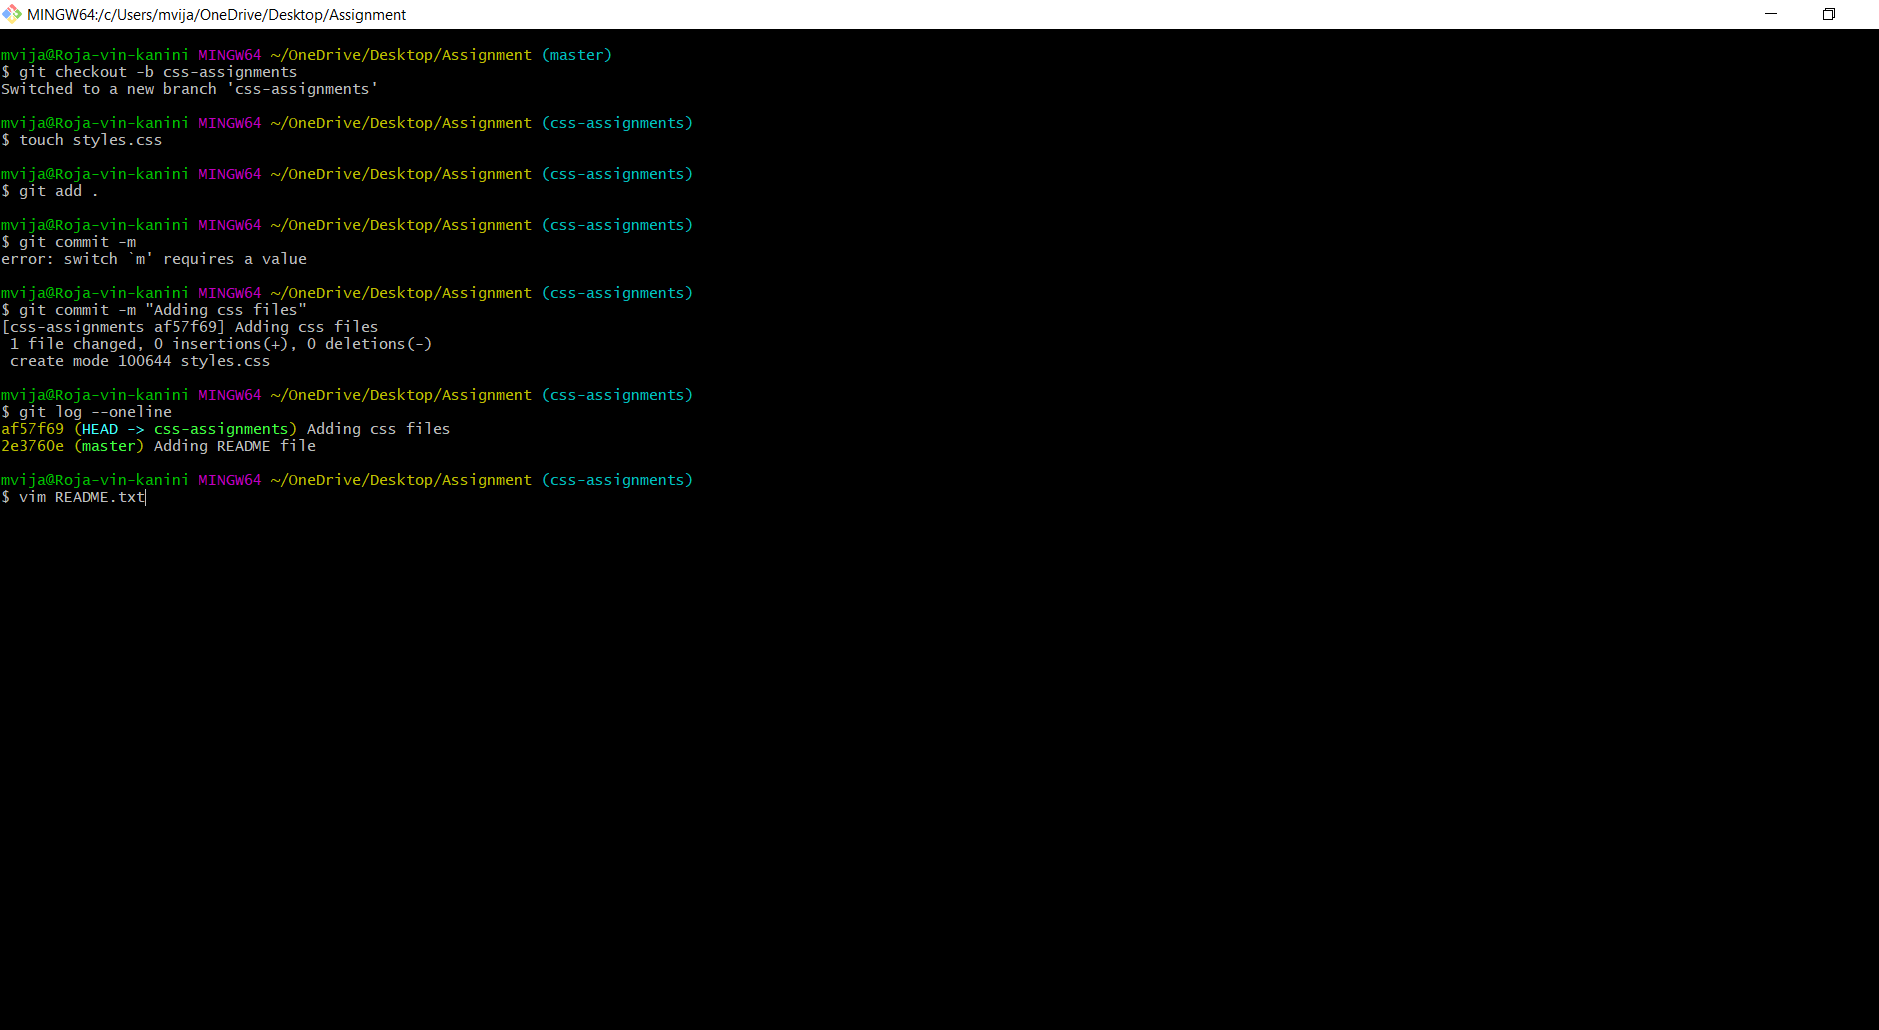 MINGW64:/c/Users/mvija/OneDrive/Desktop/Assignment
mvija@Roja-vin-kanini MINGW64 ~/OneDrive/Desktop/Assignment (master)
$ git checkout -b css-assignments
Switched to a new branch 'css-assignments'
mvija@Roja-vin-kanini MINGW64 ~/OneDrive/Desktop/Assignment (css-assignments)
$ touch styles.css
mvija@Roja-vin-kanini MINGW64 ~/OneDrive/Desktop/Assignment (css-assignments)
$ git add .
mvija@Roja-vin-kanini MINGW64 ~/OneDrive/Desktop/Assignment (css-assignments)
$ git commit -m
error: switch `m' requires a value
mvija@Roja-vin-kanini MINGW64 ~/OneDrive/Desktop/Assignment (css-assignments)
$ git commit -m "Adding css files"
[css-assignments af57f69] Adding css files
 1 file changed, 0 insertions(+), 0 deletions(-)
 create mode 100644 styles.css
mvija@Roja-vin-kanini MINGW64 ~/OneDrive/Desktop/Assignment (css-assignments)
$ git log --oneline
af57f69 (HEAD -> css-assignments) Adding css files
2e3760e (master) Adding README file
mvija@Roja-vin-kanini MINGW64 ~/OneDrive/Desktop/Assignment (css-assignments)
$ vim README.txt